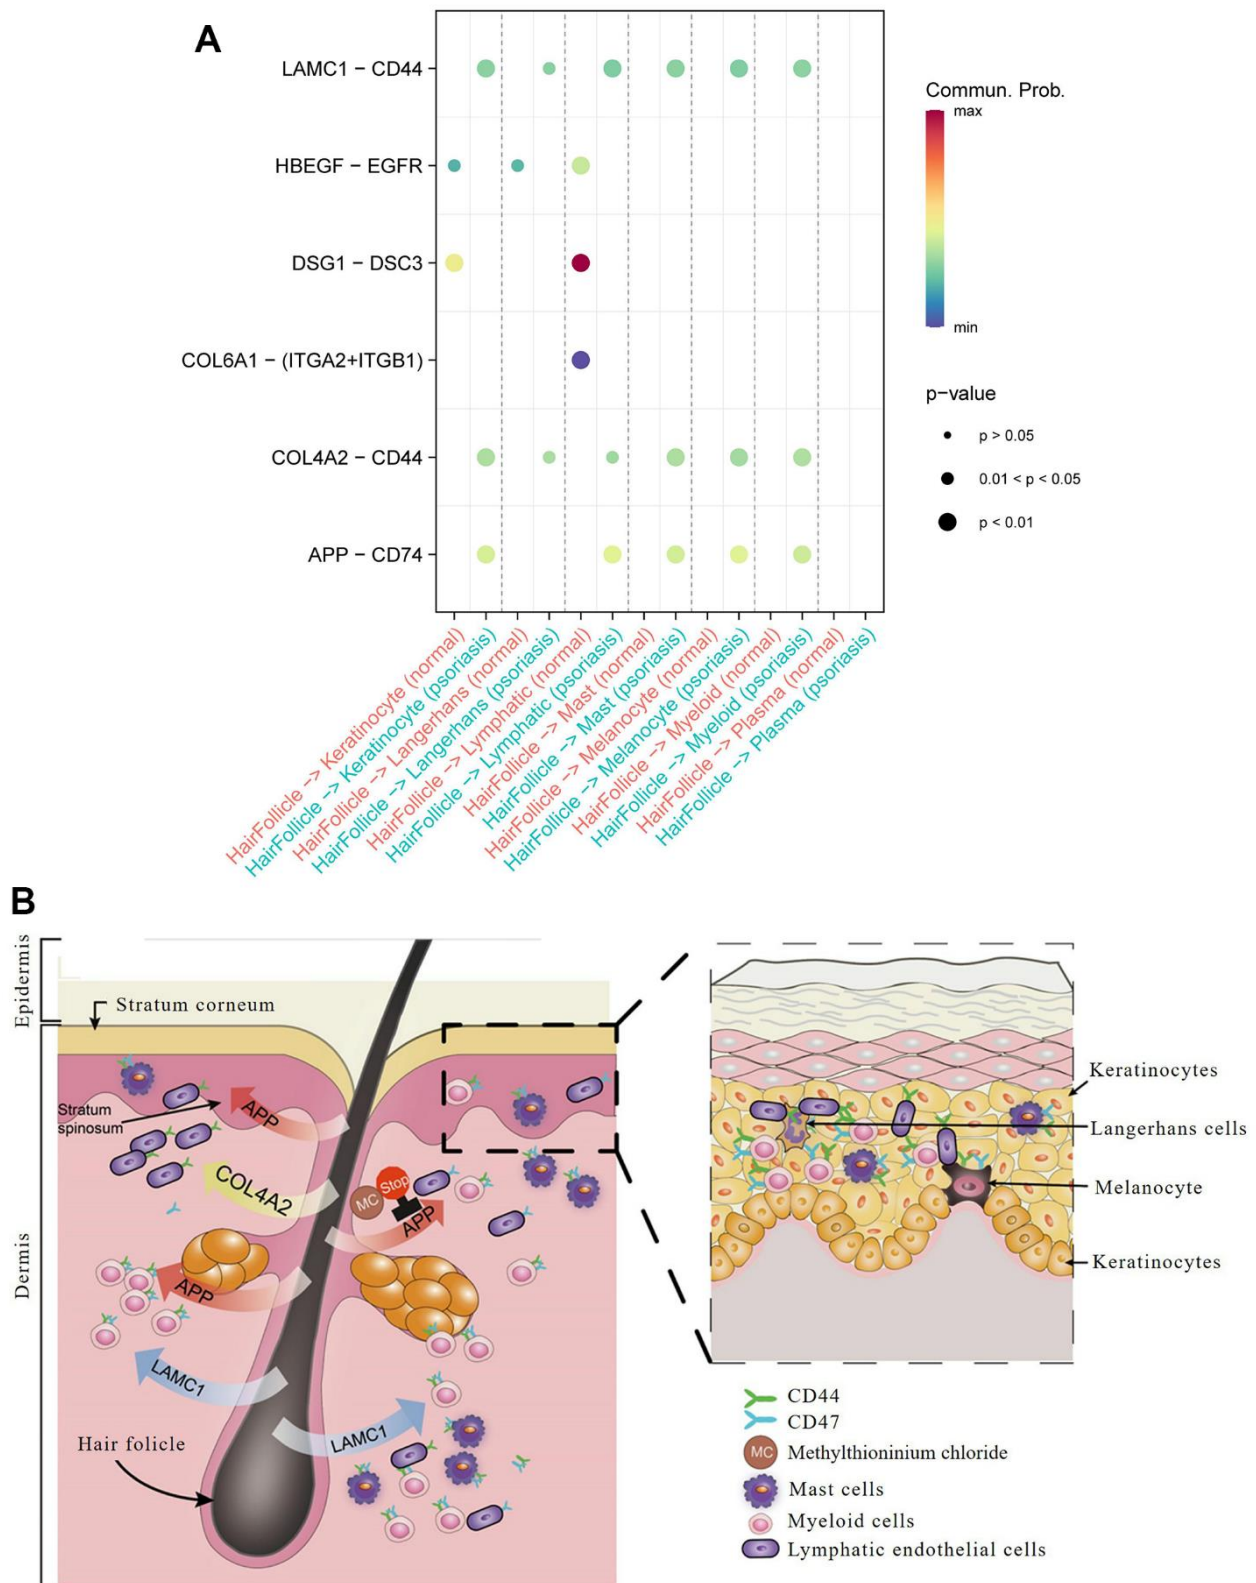 A
LAMC1 − CD44
HBEGF − EGFR
DSG1 − DSC3
COL6A1 − (ITGA2+ITGB1)
COL4A2 − CD44
APP − CD74
Commun. Prob.
max
min
p−value
p > 0.05
0.01 < p < 0.05
p < 0.01
HairFollicle −> Keratinocyte (normal)
HairFollicle −> Keratinocyte (psoriasis)
HairFollicle −> Langerhans (normal)
HairFollicle −> Langerhans (psoriasis)
HairFollicle −> Lymphatic (normal)
HairFollicle −> Lymphatic (psoriasis)
HairFollicle −> Mast (normal)
HairFollicle −> Mast (psoriasis)
HairFollicle −> Melanocyte (normal)
HairFollicle −> Melanocyte (psoriasis)
HairFollicle −> Myeloid (normal)
HairFollicle −> Myeloid (psoriasis)
HairFollicle −> Plasma (normal)
HairFollicle −> Plasma (psoriasis)
B
Epidermis
Dermis
Stratum corneum
Stratum
spinosum
APP
COL4A2
MC
Stop
APP
APP
LAMC1
LAMC1
Hair folicle
Keratinocytes
Langerhans cells
Melanocyte
Keratinocytes
CD44
CD47
MC Methylthioninium chloride
Mast cells
Myeloid cells
Lymphatic endothelial cells